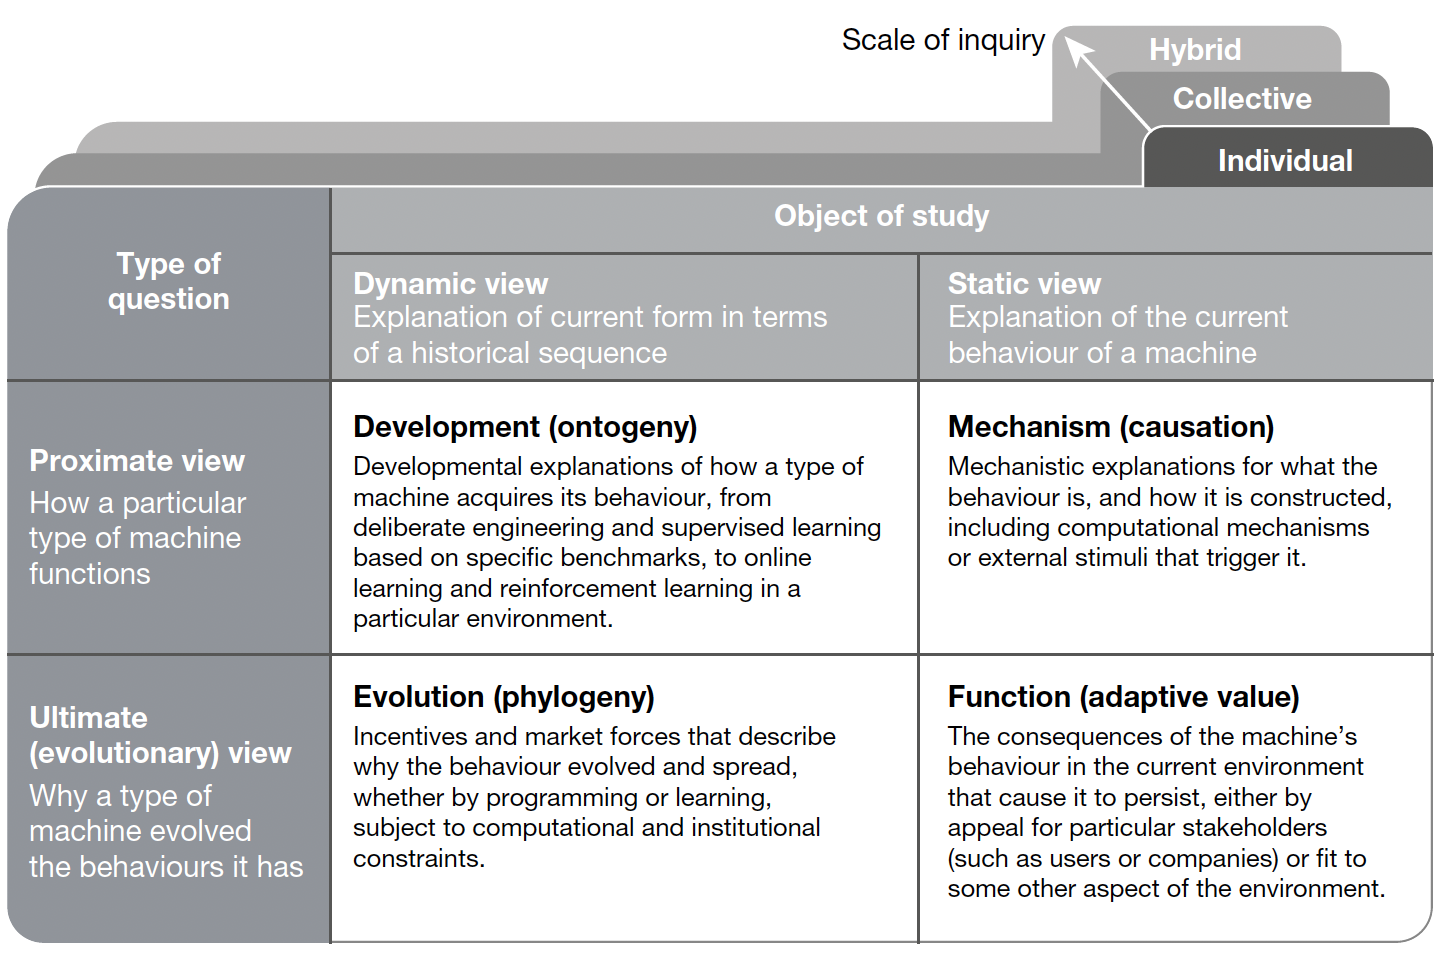 Scale of inquiry
Hybrid
Collective
Individual
Type of
question
Object of study
Dynamic view
Explanation of current form in terms
of a historical sequence
Static view
Explanation of the current
behaviour of a machine
Proximate view
How a particular
type of machine
functions
Development (ontogeny)
Developmental explanations of how a type of
machine acquires its behaviour, from
deliberate engineering and supervised learning
based on specific benchmarks, to online
learning and reinforcement learning in a
particular environment.
Mechanism (causation)
Mechanistic explanations for what the
behaviour is, and how it is constructed,
including computational mechanisms
or external stimuli that trigger it.
Ultimate
(evolutionary) view
Why a type of
machine evolved
the behaviours it has
Evolution (phylogeny)
Incentives and market forces that describe
why the behaviour evolved and spread,
whether by programming or learning,
subject to computational and institutional
constraints.
Function (adaptive value)
The consequences of the machine’s
behaviour in the current environment
that cause it to persist, either by
appeal for particular stakeholders
(such as users or companies) or fit to
some other aspect of the environment.